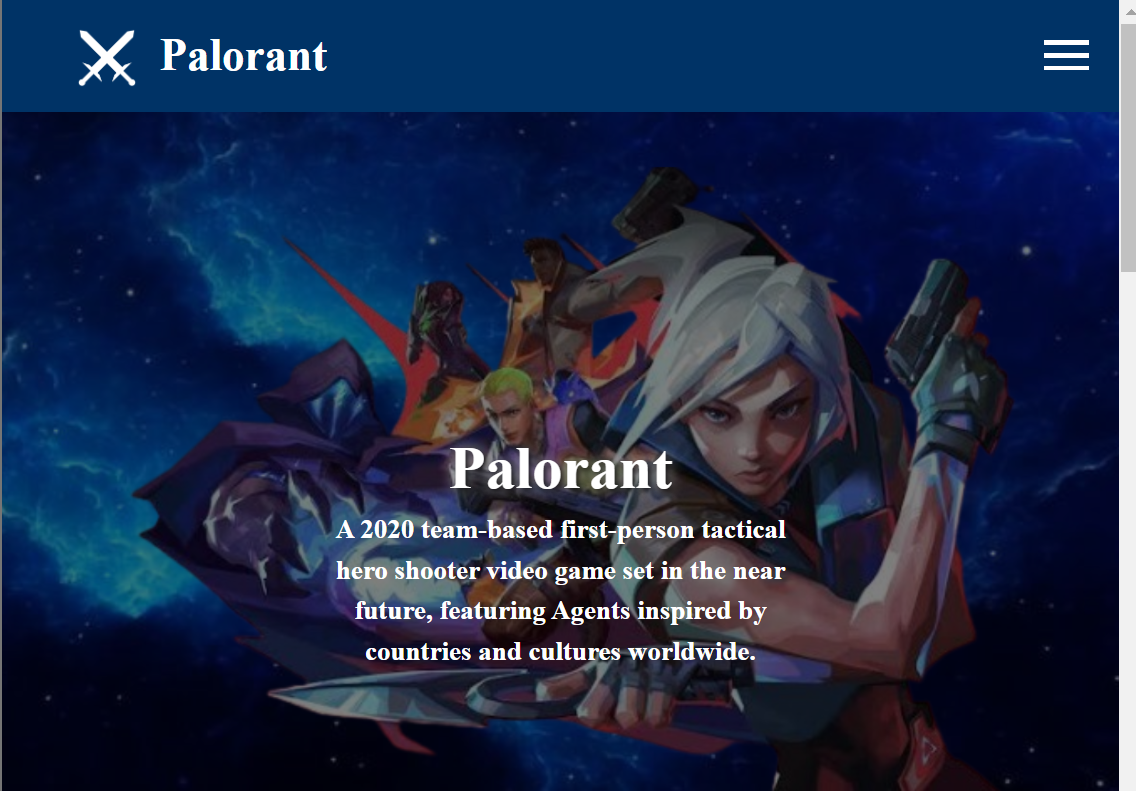 Palorant
Palorant
A 2020 team-based first-person tactical
hero shooter video game set in the near
future, featuring Agents inspired by
countries and cultures worldwide.